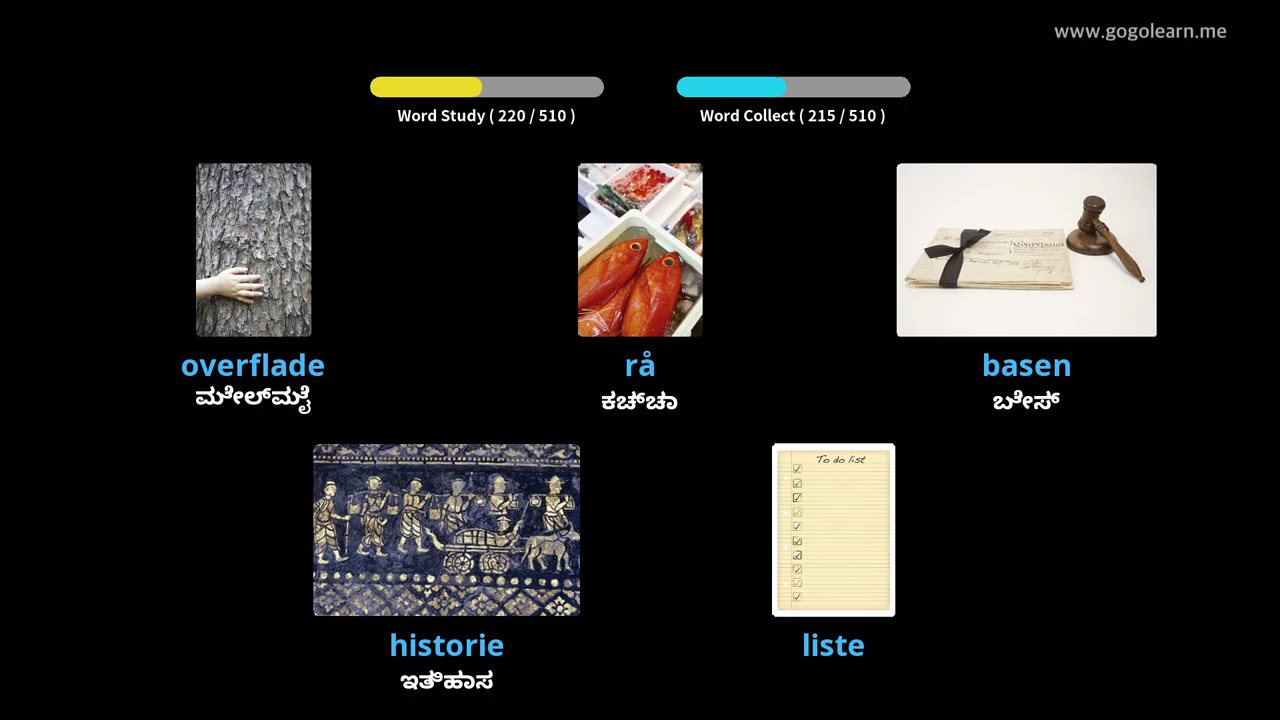 www.gogolearn.me
Word Study ( 220 / 510 )
Word Collect ( 215 / 510 )
overflade
ಮೇಲ್ಮೈ
rå
ಕಚ್ಚಾ
basen
ಬೇಸ್
historie
ಇತಿಹಾಸ
To do list
liste